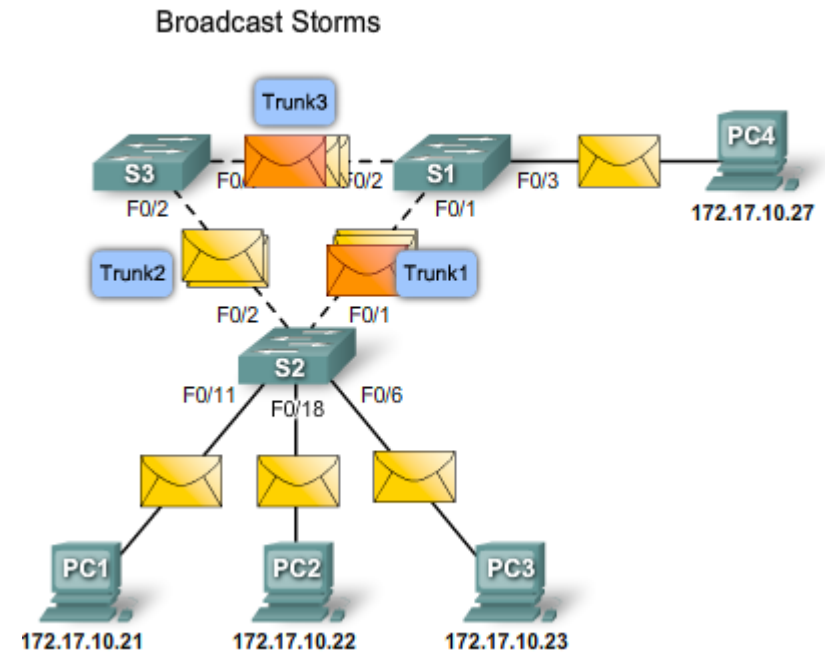 Broadcast Storms
Trunk3
S3
S1
PC4
F0/2
F0/3
F0/2
F0/1
172.17.10.27
Trunk2
Trunk1
F0/2
F0/1
S2
F0/11
F0/18
F0/6
PC1
PC2
PC3
172.17.10.21
172.17.10.22
172.17.10.23